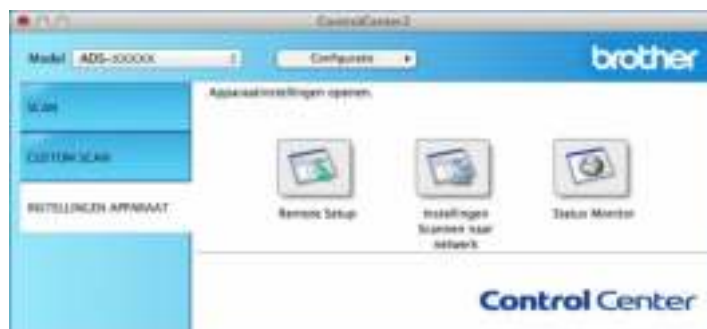 ControlCenter2
Model ADS-XXXXX Configuratie brother
Apparaatinstellingen openen.
SCAN
CUSTOM SCAN
INSTELLINGEN APPARAAT
Remote Setup
Instellingen
Scannen naar
netwerk
Status Monitor
Control Center